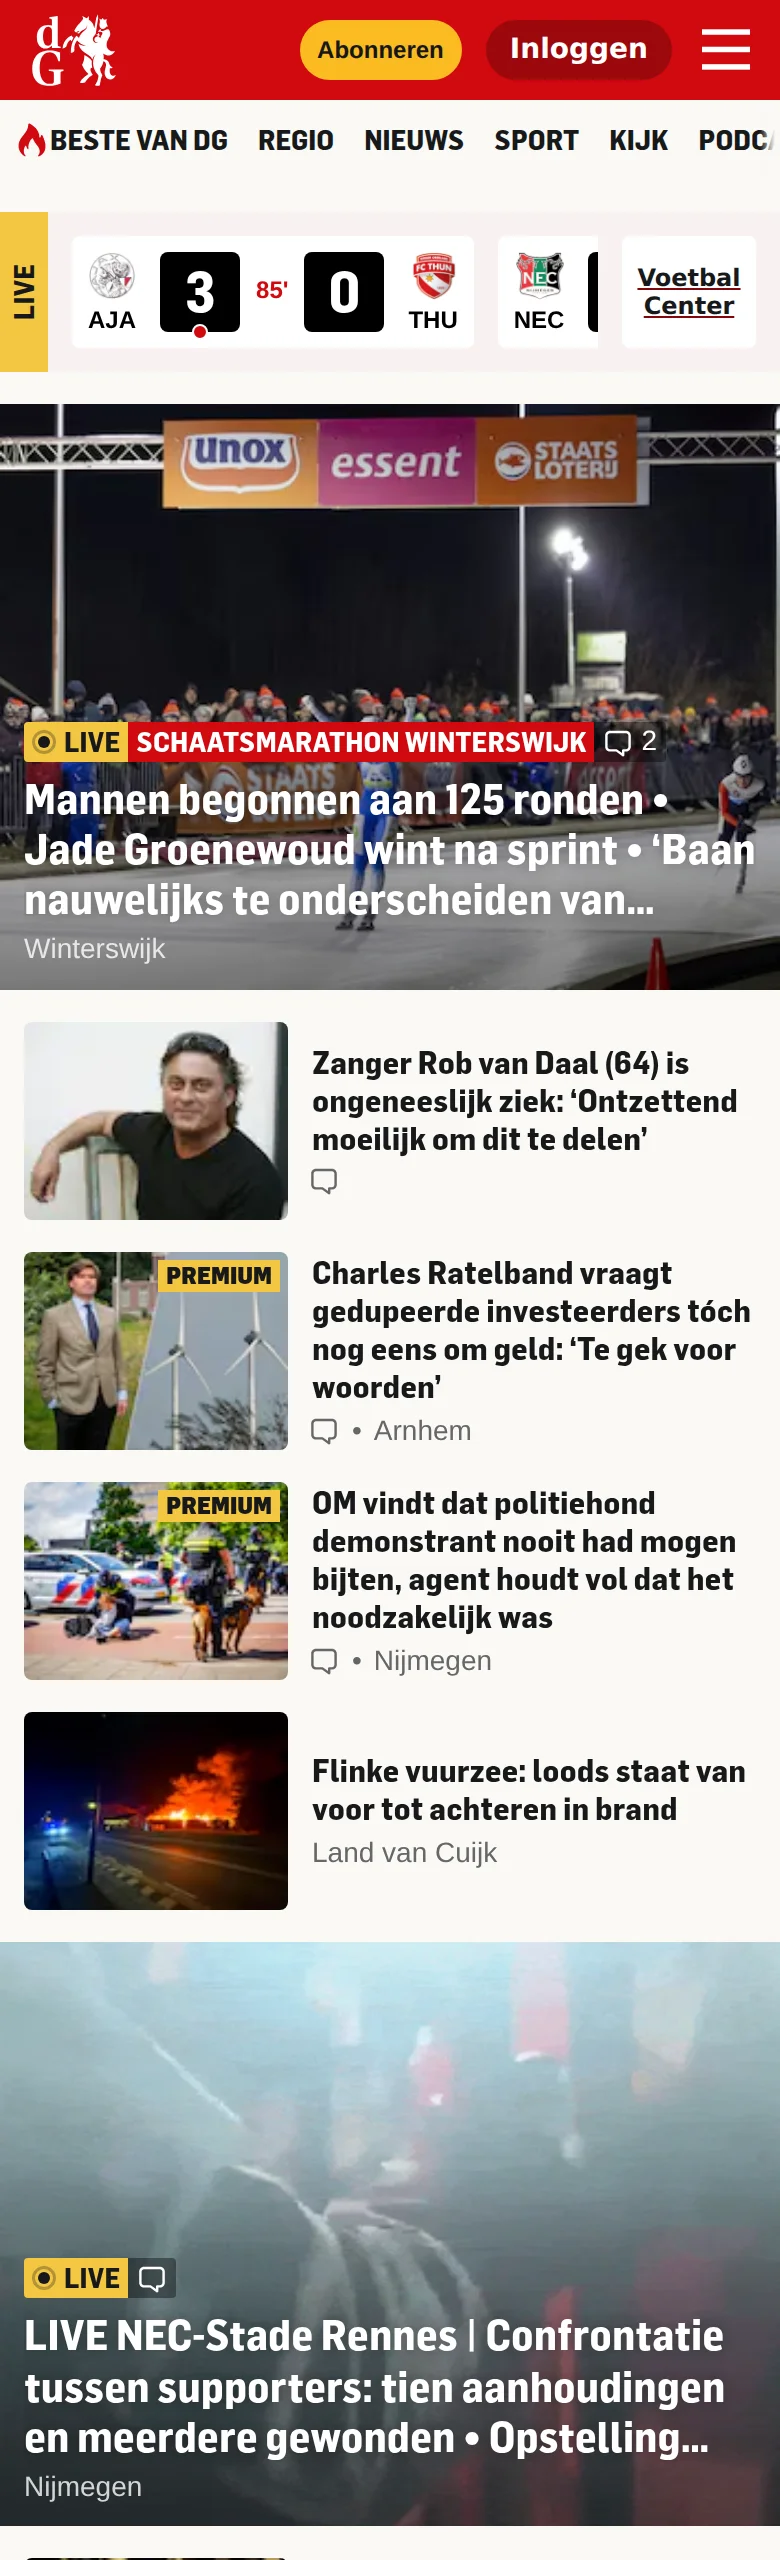 dG
Abonneren
Inloggen
BESTE VAN DG
REGIO
NIEUWS
SPORT
KIJK
PODCA
LIVE
AJA
3
85'
0
FC THUN
THU
NEC
NEC
Voetbal
Center
unox
essent
STAATS
LOTERIJ
LIVE
SCHAATSMARATHON WINTERSWIJK
2
Mannen begonnen aan 125 ronden •
Jade Groenewoud wint na sprint • ‘Baan
nauwelijks te onderscheiden van...
Winterswijk
Zanger Rob van Daal (64) is
ongeneeslijk ziek: ‘Ontzettend
moeilijk om dit te delen’
PREMIUM
Charles Ratelband vraagt
gedupeerde investeerders tóch
nog eens om geld: ‘Te gek voor
woorden’
• Arnhem
PREMIUM
OM vindt dat politiehond
demonstrant nooit had mogen
bijten, agent houdt vol dat het
noodzakelijk was
• Nijmegen
Flinke vuurzee: loods staat van
voor tot achteren in brand
Land van Cuijk
LIVE
LIVE NEC-Stade Rennes | Confrontatie
tussen supporters: tien aanhoudingen
en meerdere gewonden • Opstelling...
Nijmegen